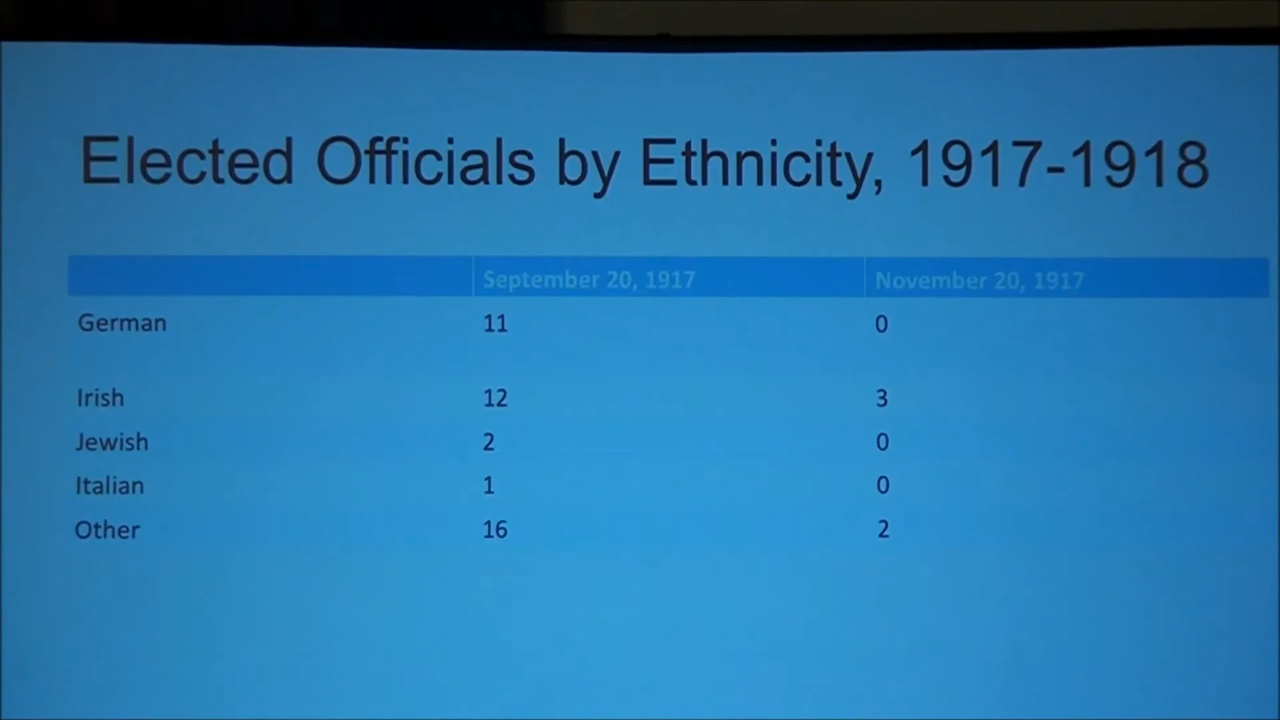 Elected Officials by Ethnicity, 1917-1918
September 20, 1917 November 20, 1917
German 11 0
Irish 12 3
Jewish 2 0
Italian 1 0
Other 16 2